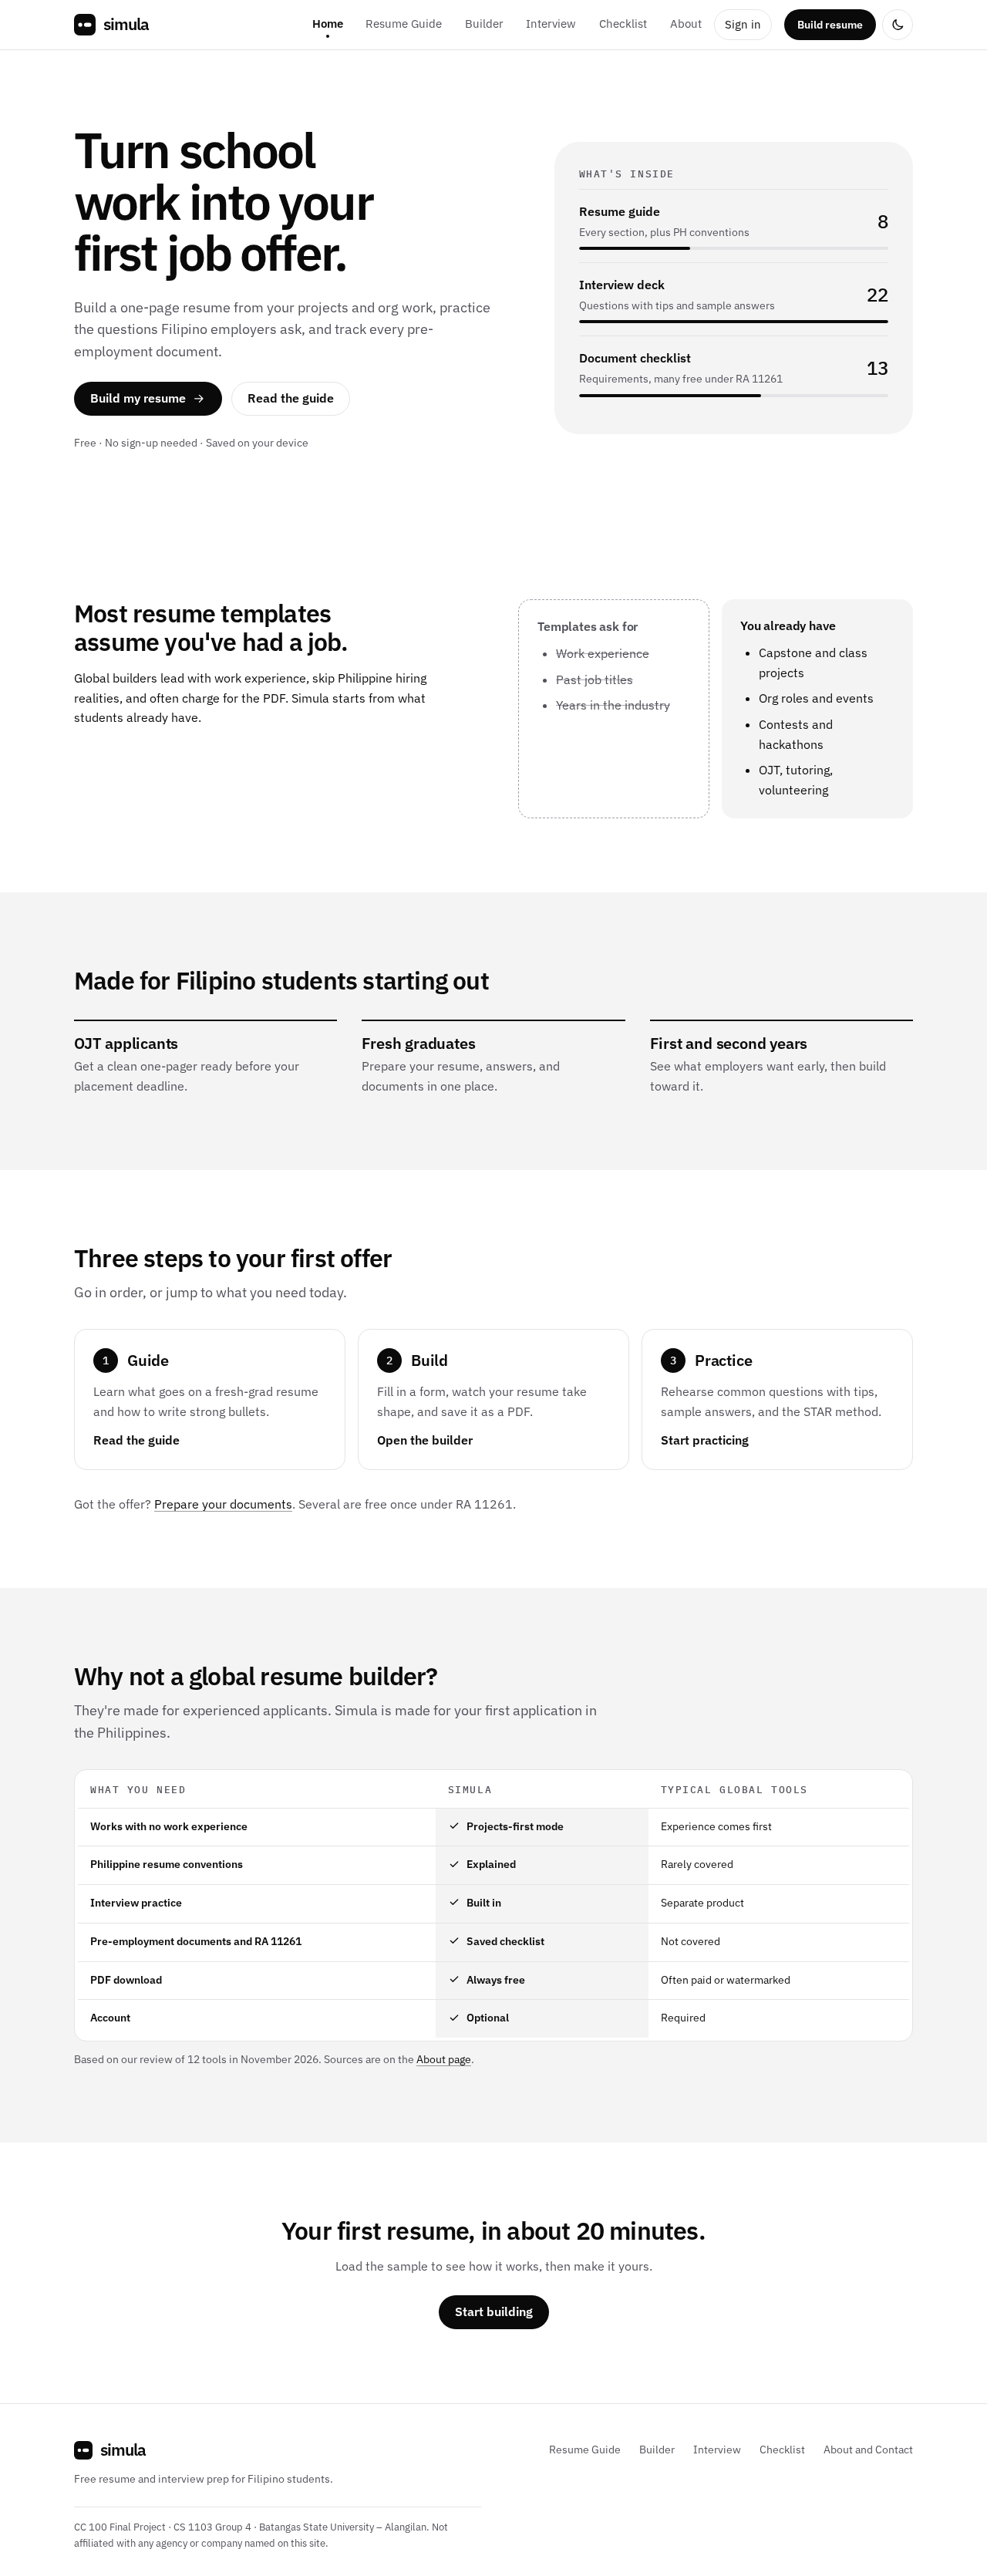 simula
Home
Resume Guide
Builder
Interview
Checklist
About
Sign in
Build resume
Turn school
work into your
first job offer.
Build a one-page resume from your projects and org work, practice
the questions Filipino employers ask, and track every pre-
employment document.
Build my resume →
Read the guide
Free · No sign-up needed · Saved on your device
WHAT'S INSIDE
Resume guide
Every section, plus PH conventions
8
Interview deck
Questions with tips and sample answers
22
Document checklist
Requirements, many free under RA 11261
13
Most resume templates
assume you've had a job.
Global builders lead with work experience, skip Philippine hiring
realities, and often charge for the PDF. Simula starts from what
students already have.
Templates ask for
• Work experience
• Past job titles
• Years in the industry
You already have
• Capstone and class
projects
• Org roles and events
• Contests and
hackathons
• OJT, tutoring,
volunteering
Made for Filipino students starting out
OJT applicants
Get a clean one-pager ready before your
placement deadline.
Fresh graduates
Prepare your resume, answers, and
documents in one place.
First and second years
See what employers want early, then build
toward it.
Three steps to your first offer
Go in order, or jump to what you need today.
1 Guide
Learn what goes on a fresh-grad resume
and how to write strong bullets.
Read the guide
2 Build
Fill in a form, watch your resume take
shape, and save it as a PDF.
Open the builder
3 Practice
Rehearse common questions with tips,
sample answers, and the STAR method.
Start practicing
Got the offer? Prepare your documents. Several are free once under RA 11261.
Why not a global resume builder?
They're made for experienced applicants. Simula is made for your first application in
the Philippines.
WHAT YOU NEED SIMULA TYPICAL GLOBAL TOOLS
Works with no work experience ✓ Projects-first mode Experience comes first
Philippine resume conventions ✓ Explained Rarely covered
Interview practice ✓ Built in Separate product
Pre-employment documents and RA 11261 ✓ Saved checklist Not covered
PDF download ✓ Always free Often paid or watermarked
Account ✓ Optional Required
Based on our review of 12 tools in November 2026. Sources are on the About page.
Your first resume, in about 20 minutes.
Load the sample to see how it works, then make it yours.
Start building
simula
Resume Guide
Builder
Interview
Checklist
About and Contact
Free resume and interview prep for Filipino students.
CC 100 Final Project · CS 1103 Group 4 · Batangas State University – Alangilan. Not
affiliated with any agency or company named on this site.